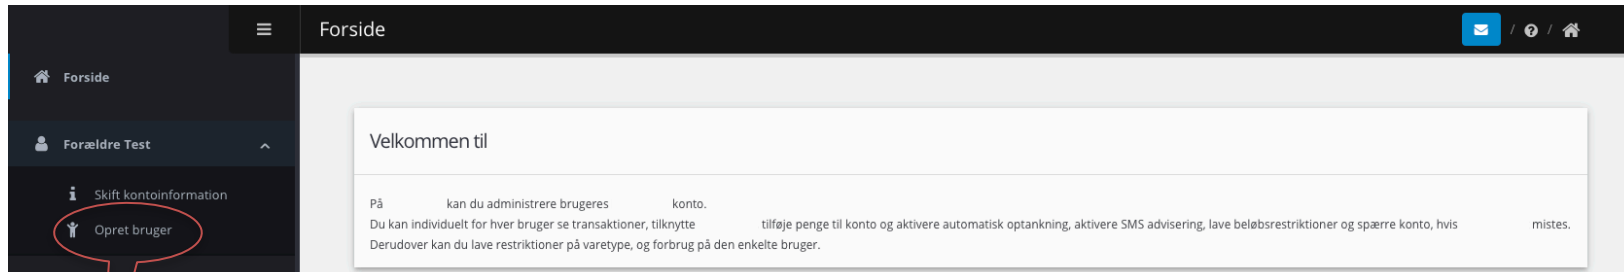 Forside
/ /
Forside
Forældre Test
Skift kontoinformation
Opret bruger
Velkommen til
På kan du administrere brugeres konto.
Du kan individuelt for hver bruger se transaktioner, tilknytte tilføje penge til konto og aktivere automatisk optankning, aktivere SMS advisering, lave beløbsrestriktioner og spærre konto, hvis mistes.
Derudover kan du lave restriktioner på varetype, og forbrug på den enkelte bruger.